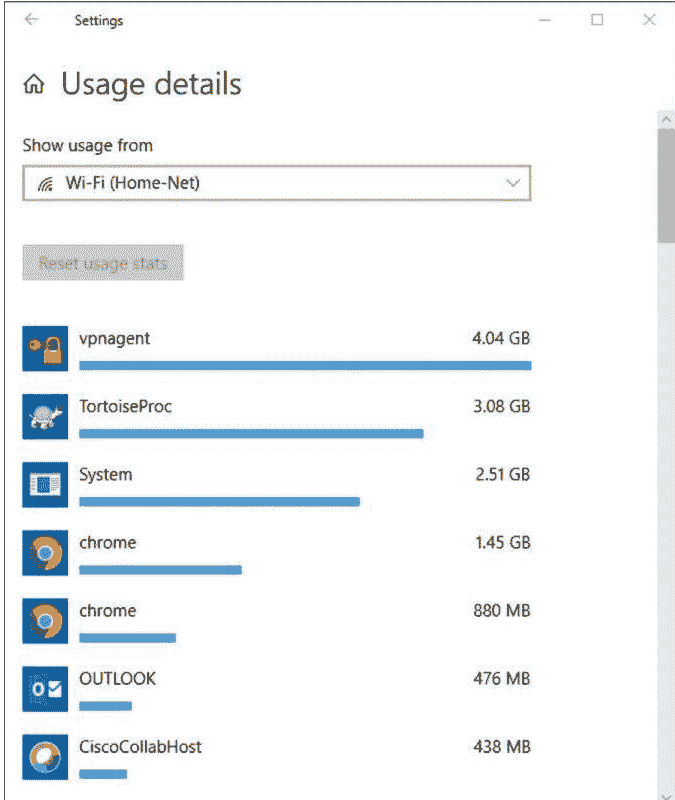 Settings
Usage details
Show usage from
Wi-Fi (Home-Net)
Reset usage stats
vpnagent 4.04 GB
TortoiseProc 3.08 GB
System 2.51 GB
chrome 1.45 GB
chrome 880 MB
OUTLOOK 476 MB
CiscoCollabHost 438 MB